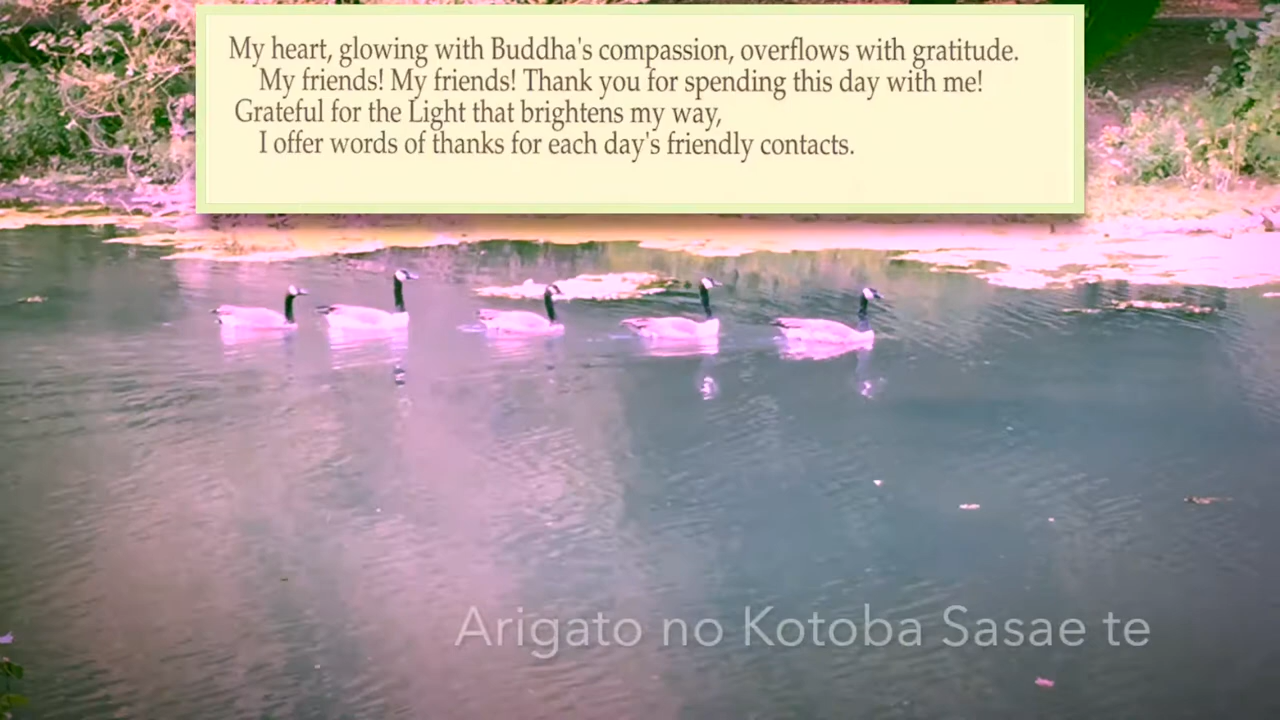 My heart, glowing with Buddha's compassion, overflows with gratitude.
My friends! My friends! Thank you for spending this day with me!
Grateful for the Light that brightens my way,
I offer words of thanks for each day's friendly contacts.
Arigato no Kotoba Sasae te